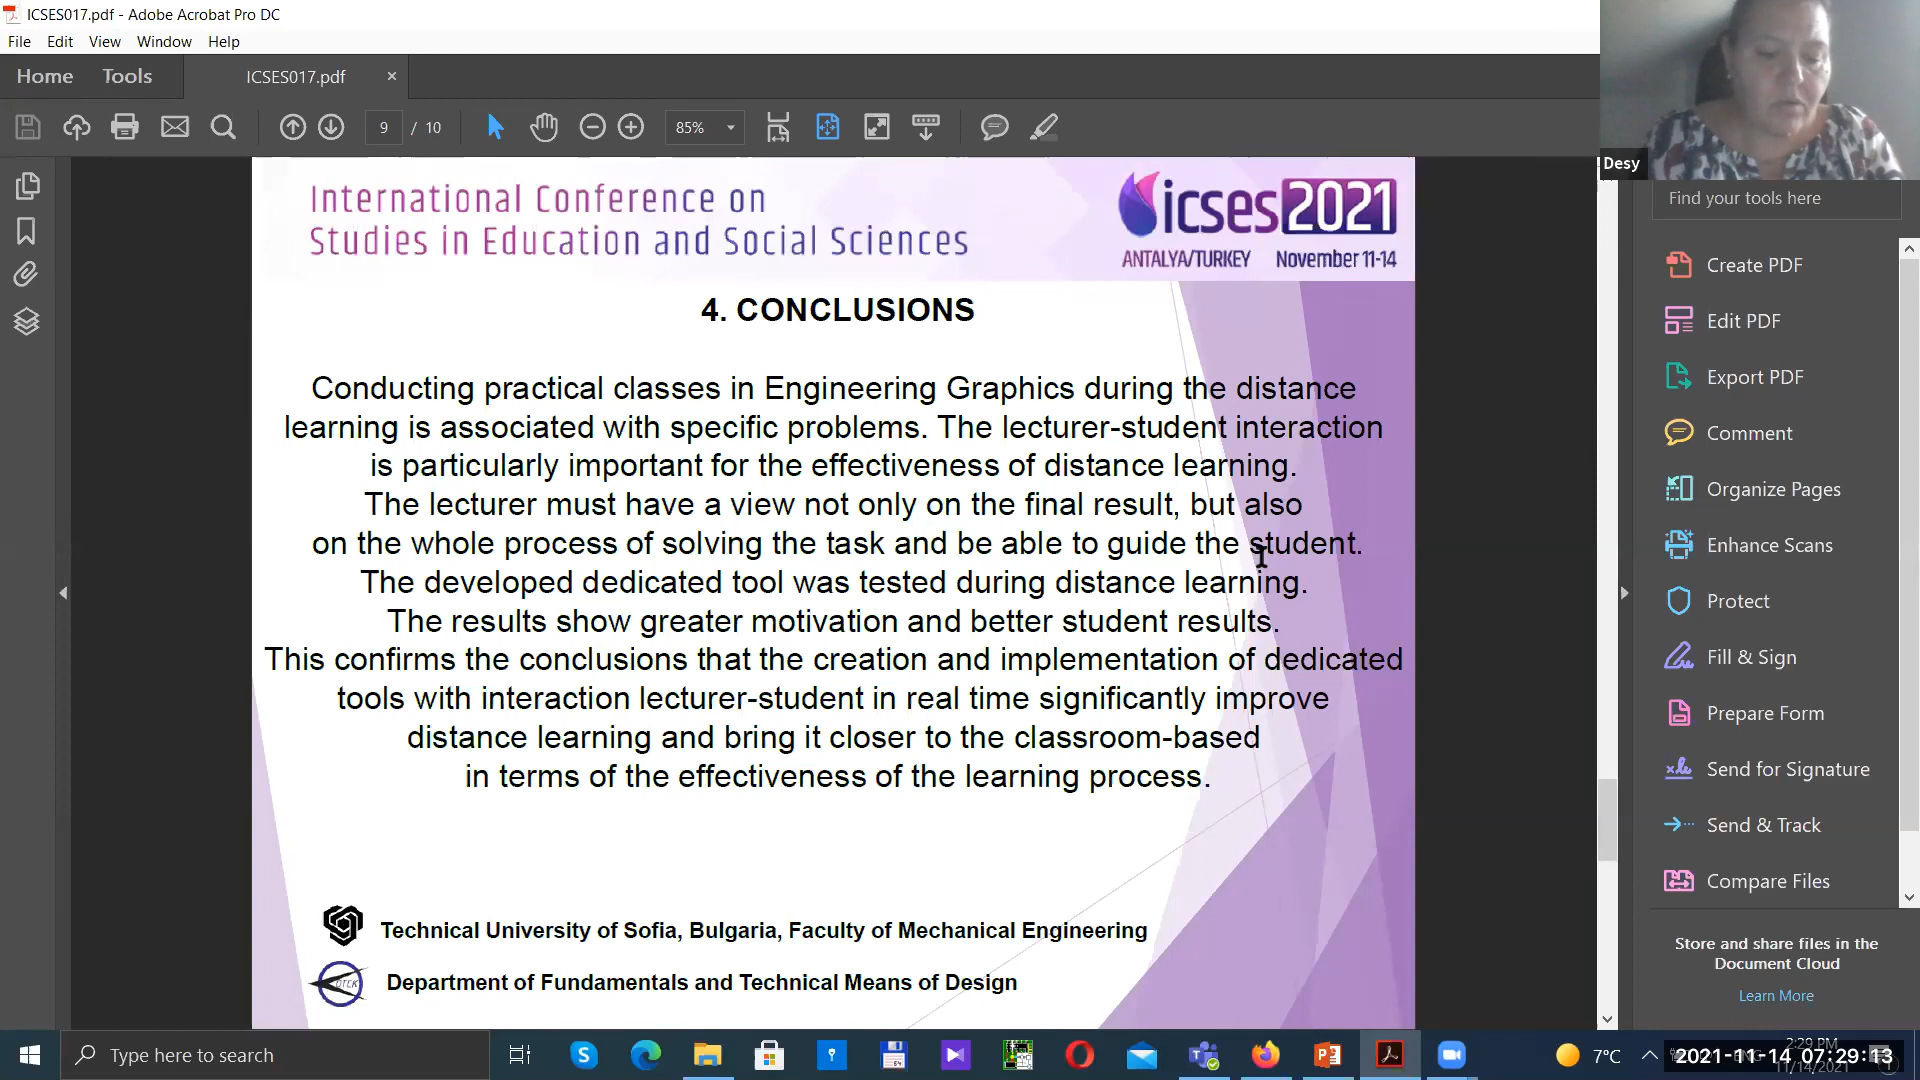 ICSES017.pdf - Adobe Acrobat Pro DC
File Edit View Window Help
Home Tools ICSES017.pdf ×
9 / 10 85%
Desy
International Conference on
Studies in Education and Social Sciences
icses 2021
ANTALYA/TURKEY November 11-14
4. CONCLUSIONS
Conducting practical classes in Engineering Graphics during the distance
learning is associated with specific problems. The lecturer-student interaction
is particularly important for the effectiveness of distance learning.
The lecturer must have a view not only on the final result, but also
on the whole process of solving the task and be able to guide the student.
The developed dedicated tool was tested during distance learning.
The results show greater motivation and better student results.
This confirms the conclusions that the creation and implementation of dedicated
tools with interaction lecturer-student in real time significantly improve
distance learning and bring it closer to the classroom-based
in terms of the effectiveness of the learning process.
Technical University of Sofia, Bulgaria, Faculty of Mechanical Engineering
Department of Fundamentals and Technical Means of Design
Find your tools here
Create PDF
Edit PDF
Export PDF
Comment
Organize Pages
Enhance Scans
Protect
Fill & Sign
Prepare Form
Send for Signature
Send & Track
Compare Files
Store and share files in the
Document Cloud
Learn More
Type here to search
7°C
2:29 PM
2021-11-14 07:29:13
11/14/2021